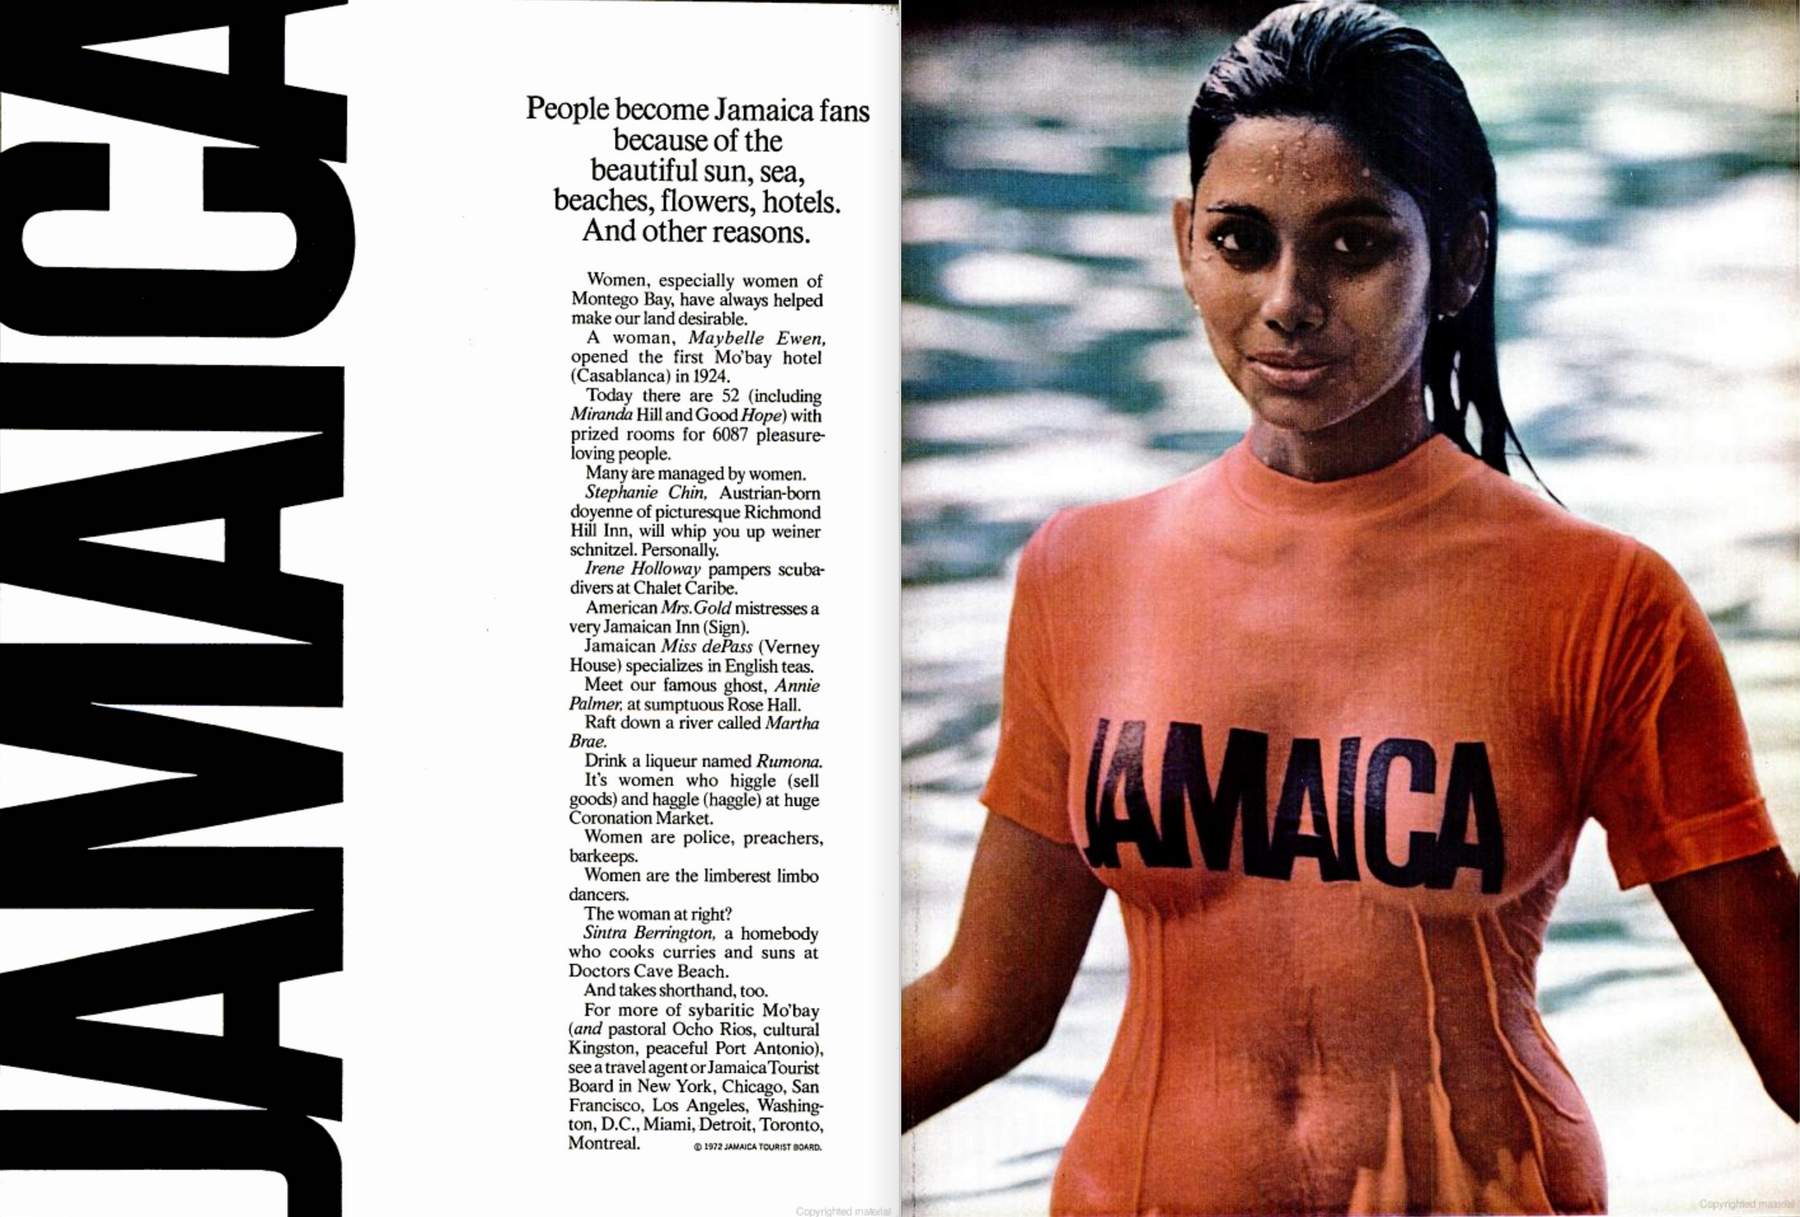 JAMAICA
People become Jamaica fans
because of the
beautiful sun, sea,
beaches, flowers, hotels.
And other reasons.
Women, especially women of
Montego Bay, have always helped
make our land desirable.
A woman, Maybelle Ewen,
opened the first Mo'bay hotel
(Casablanca) in 1924.
Today there are 52 (including
Miranda Hill and Good Hope) with
prized rooms for 6087 pleasure-
loving people.
Many are managed by women.
Stephanie Chin, Austrian-born
doyenne of picturesque Richmond
Hill Inn, will whip you up weiner
schnitzel. Personally.
Irene Holloway pampers scuba-
divers at Chalet Caribe.
American Mrs. Gold mistresses a
very Jamaican Inn (Sign).
Jamaican Miss dePass (Verney
House) specializes in English teas.
Meet our famous ghost, Annie
Palmer, at sumptuous Rose Hall.
Raft down a river called Martha
Brae.
Drink a liqueur named Rumona.
It's women who higgle (sell
goods) and haggle (haggle) at huge
Coronation Market.
Women are police, preachers,
barkeeps.
Women are the limberest limbo
dancers.
The woman at right?
Sintra Berrington, a homebody
who cooks curries and suns at
Doctors Cave Beach.
And takes shorthand, too.
For more of sybaritic Mo'bay
(and pastoral Ocho Rios, cultural
Kingston, peaceful Port Antonio),
see a travel agent or Jamaica Tourist
Board in New York, Chicago, San
Francisco, Los Angeles, Washing-
ton, D.C., Miami, Detroit, Toronto,
Montreal.
© 1972 JAMAICA TOURIST BOARD.
Copyrighted material
JAMAICA
Copyrighted material